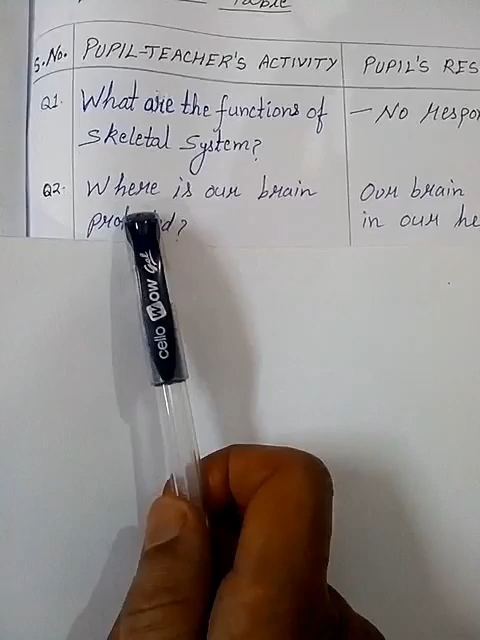 Table
S.No. PUPIL-TEACHER'S ACTIVITY PUPIL'S RES
Q1. What are the functions of - No respon
skeletal system?
Q2. Where is our brain Our brain
in our he
cello WOW Gel